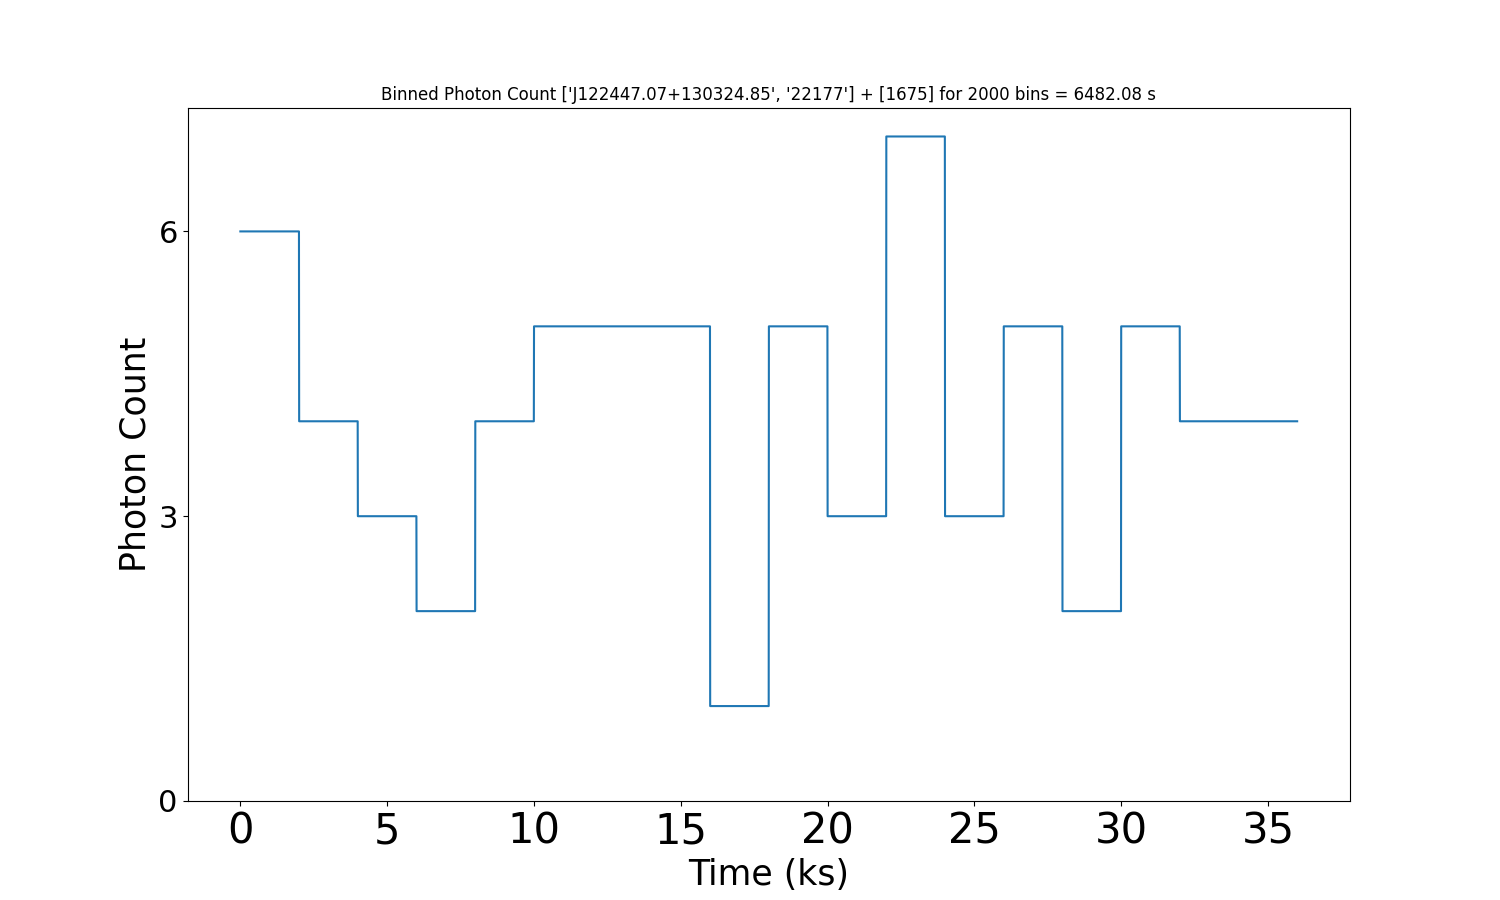 Binned Photon Count ['J122447.07+130324.85', '22177'] + [1675] for 2000 bins = 6482.08 s
6
3
0
Photon Count
0 5 10 15 20 25 30 35
Time (ks)